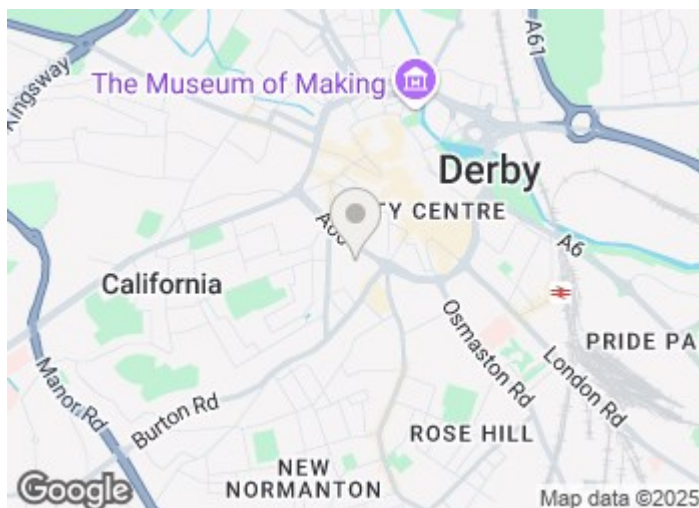 A61
Kingsway
The Museum of Making
Derby
CITY CENTRE
A6
California
PRIDE PA
Osmaston Rd
London Rd
Manor Rd
Burton Rd
ROSE HILL
NEW
NORMANTON
Google
Map data ©2025